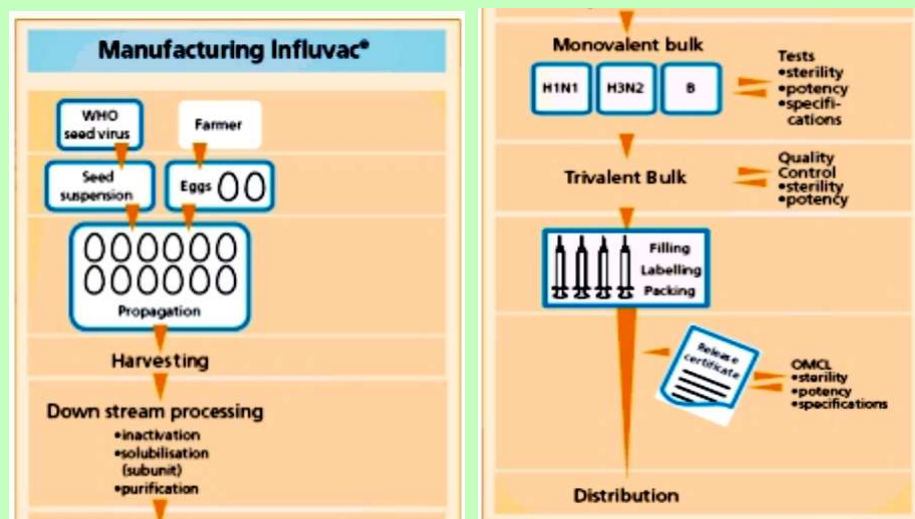 Manufacturing Influvac®
WHO
seed virus
Farmer
Seed
suspension
Eggs
Propagation
Harvesting
Down stream processing
•inactivation
•solubilisation
(subunit)
•purification
Monovalent bulk
H1N1
H3N2
B
Tests
•sterility
•potency
•specifi-
cations
Trivalent Bulk
Quality
Control
•sterility
•potency
Filling
Labelling
Packing
Release
certificate
OMCL
•sterility
•potency
•specifications
Distribution